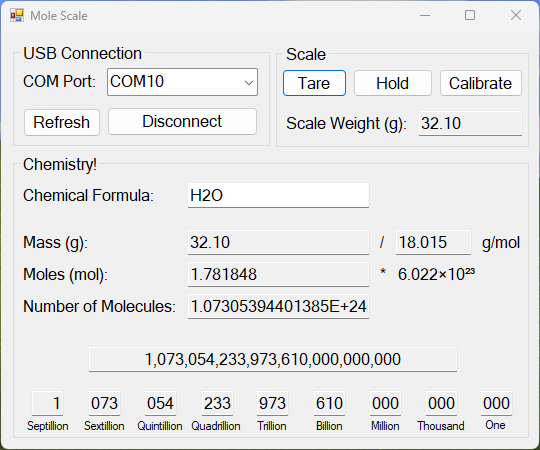 Mole Scale
USB Connection
COM Port: COM10
Refresh Disconnect
Scale
Tare Hold Calibrate
Scale Weight (g): 32.10
Chemistry!
Chemical Formula: H2O
Mass (g): 32.10 / 18.015 g/mol
Moles (mol): 1.781848 * 6.022×10²³
Number of Molecules: 1.07305394401385E+24
1,073,054,233,973,610,000,000,000
1 073 054 233 973 610 000 000 000
Septillion Sextillion Quintillion Quadrillion Trillion Billion Million Thousand One